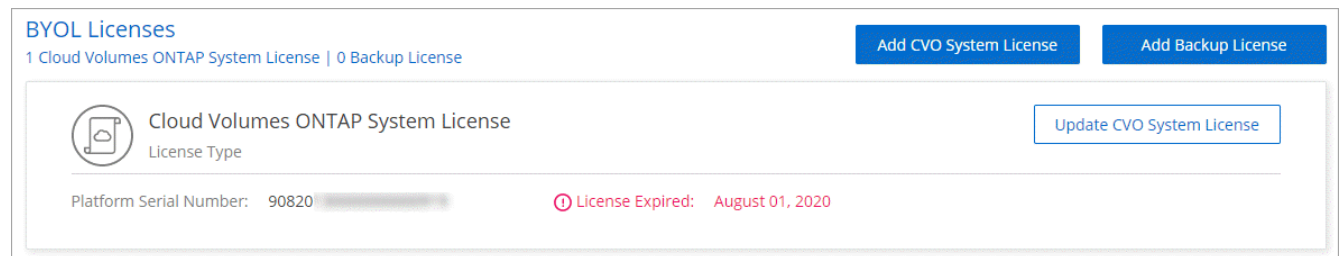 BYOL Licenses
1 Cloud Volumes ONTAP System License | 0 Backup License
Add CVO System License
Add Backup License
Cloud Volumes ONTAP System License
License Type
Update CVO System License
Platform Serial Number: 90820
License Expired: August 01, 2020